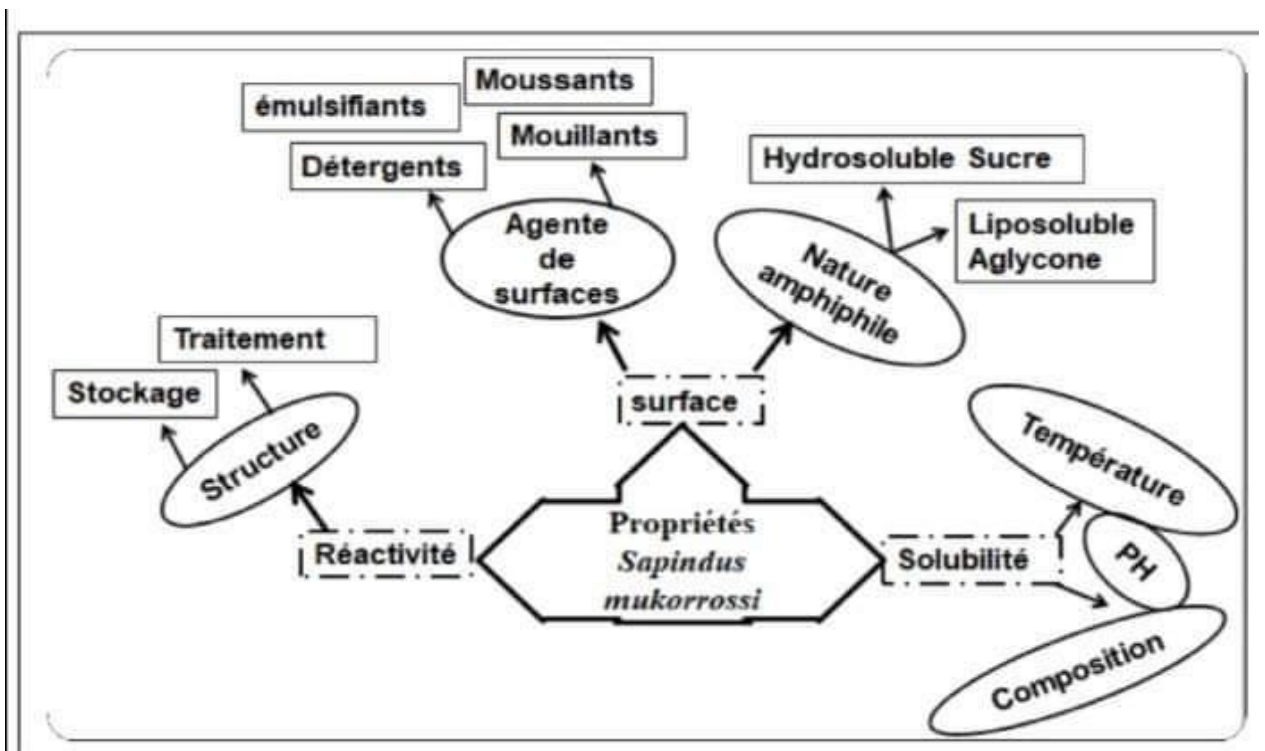 Moussants
émulsifiants
Mouillants
Détergents
Hydrosoluble Sucre
Agente
de
surfaces
Liposoluble
Aglycone
Nature
amphiphile
Traitement
Stockage
surface
Structure
Température
Propriétés
Sapindus
mukorrossi
Réactivité
Solubilité
PH
Composition